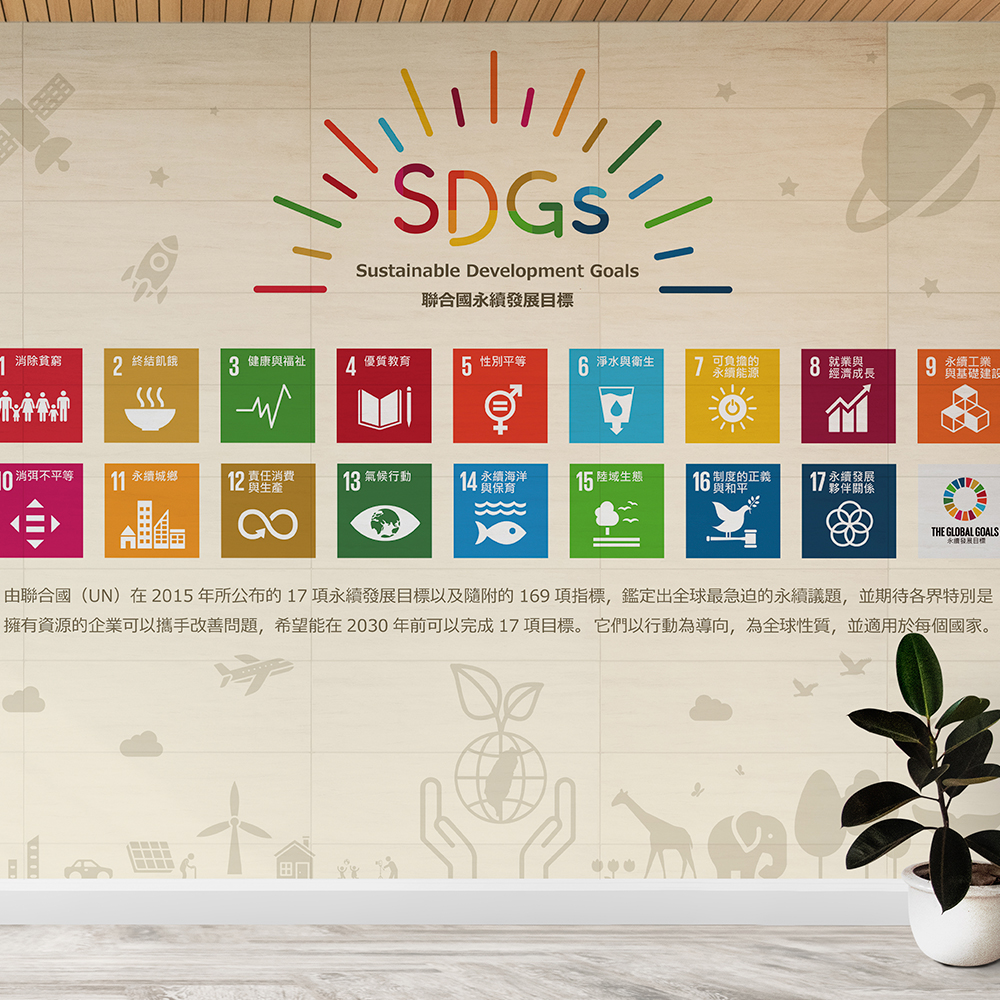 SDGs
Sustainable Development Goals
聯合國永續發展目標
1 消除貧窮
2 終結飢餓
3 健康與福祉
4 優質教育
5 性別平等
6 淨水與衛生
7 可負擔的
永續能源
8 就業與
經濟成長
9 永續工業
與基礎建設
10 消弭不平等
11 永續城鄉
12 責任消費
與生產
13 氣候行動
14 永續海洋
與保育
15 陸域生態
16 制度的正義
與和平
17 永續發展
夥伴關係
THE GLOBAL GOALS
永續發展目標
由聯合國（UN）在 2015 年所公布的 17 項永續發展目標以及隨附的 169 項指標，鑑定出全球最急迫的永續議題，並期待各界特別是
擁有資源的企業可以攜手改善問題，希望能在 2030 年前可以完成 17 項目標。 它們以行動為導向，為全球性質，並適用於每個國家。